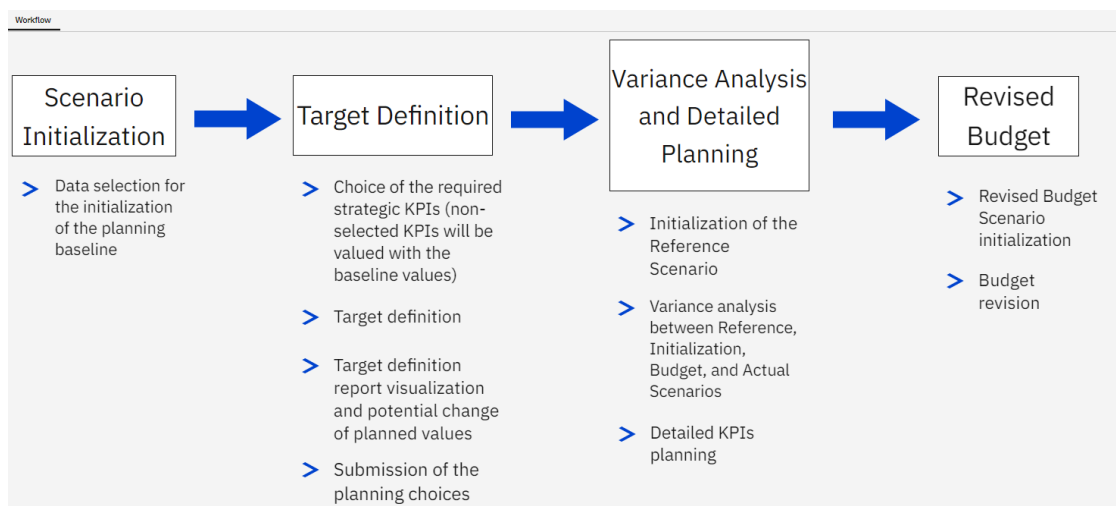 Workflow
Scenario
Initialization
Data selection for
the initialization
of the planning
baseline
Target Definition
Choice of the required
strategic KPIs (non-
selected KPIs will be
valued with the
baseline values)
Target definition
Target definition
report visualization
and potential change
of planned values
Submission of the
planning choices
Variance Analysis
and Detailed
Planning
Initialization of the
Reference
Scenario
Variance analysis
between Reference,
Initialization,
Budget, and Actual
Scenarios
Detailed KPIs
planning
Revised
Budget
Revised Budget
Scenario
initialization
Budget
revision